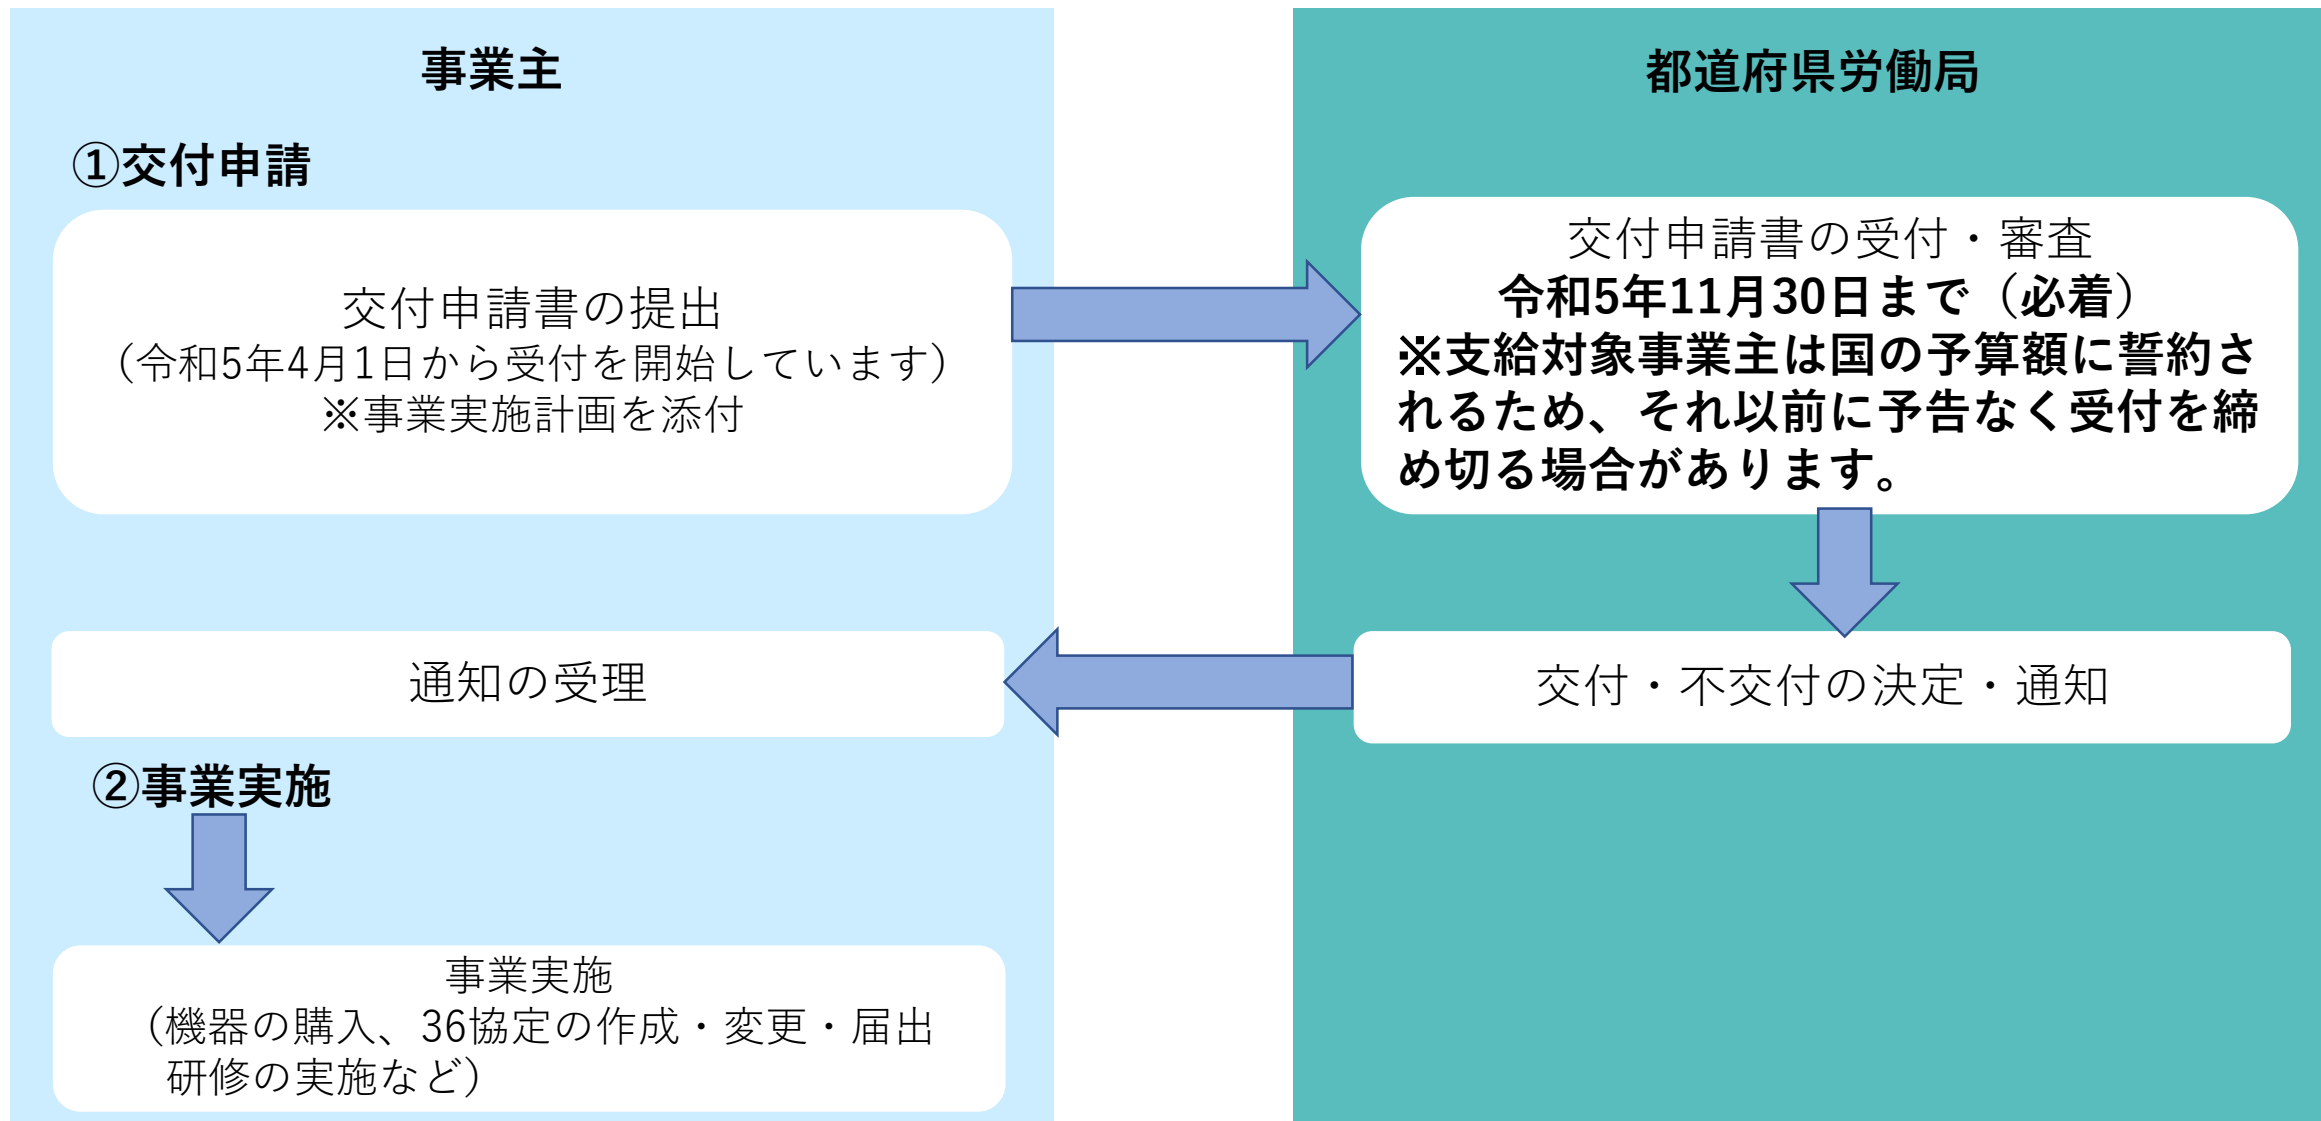 事業主
①交付申請
交付申請書の提出
（令和5年4月1日から受付を開始しています）
※事業実施計画を添付
都道府県労働局
交付申請書の受付・審査
令和5年11月30日まで（必着）
※支給対象事業主は国の予算額に誓約さ
れるため、それ以前に予告なく受付を締
め切る場合があります。
交付・不交付の決定・通知
通知の受理
②事業実施
事業実施
（機器の購入、36協定の作成・変更・届出
研修の実施など）